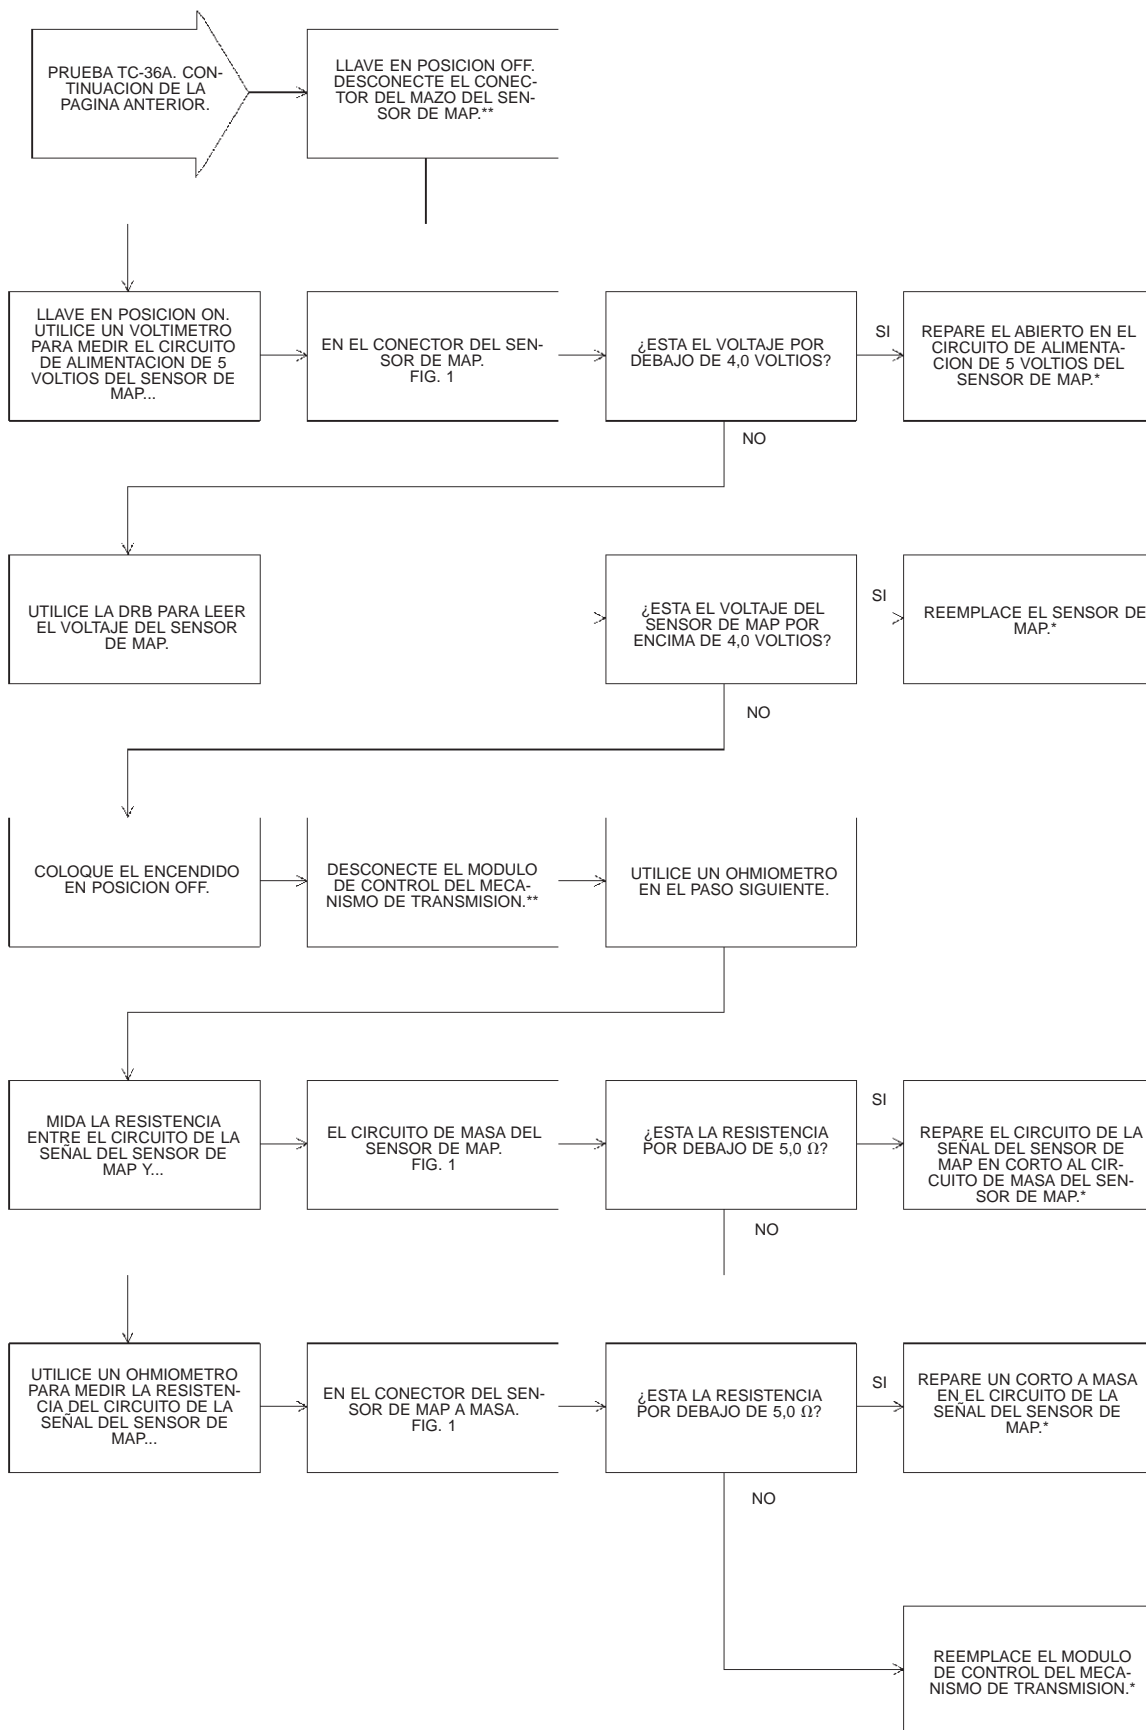 PRUEBA TC-36A. CON-
TINUACION DE LA
PAGINA ANTERIOR.
LLAVE EN POSICION OFF.
DESCONECTE EL CONEC-
TOR DEL MAZO DEL SEN-
SOR DE MAP.**
LLAVE EN POSICION ON.
UTILICE UN VOLTIMETRO
PARA MEDIR EL CIRCUITO
DE ALIMENTACION DE 5
VOLTIOS DEL SENSOR DE
MAP...
EN EL CONECTOR DEL SEN-
SOR DE MAP.
FIG. 1
¿ESTA EL VOLTAJE POR
DEBAJO DE 4,0 VOLTIOS?
SI
REPARE EL ABIERTO EN EL
CIRCUITO DE ALIMENTA-
CION DE 5 VOLTIOS DEL
SENSOR DE MAP.*
NO
UTILICE LA DRB PARA LEER
EL VOLTAJE DEL SENSOR
DE MAP.
¿ESTA EL VOLTAJE DEL
SENSOR DE MAP POR
ENCIMA DE 4,0 VOLTIOS?
SI
REEMPLACE EL SENSOR DE
MAP.*
NO
COLOQUE EL ENCENDIDO
EN POSICION OFF.
DESCONECTE EL MODULO
DE CONTROL DEL MECA-
NISMO DE TRANSMISION.**
UTILICE UN OHMIOMETRO
EN EL PASO SIGUIENTE.
MIDA LA RESISTENCIA
ENTRE EL CIRCUITO DE LA
SEÑAL DEL SENSOR DE
MAP Y...
EL CIRCUITO DE MASA DEL
SENSOR DE MAP.
FIG. 1
¿ESTA LA RESISTENCIA
POR DEBAJO DE 5,0 Ω?
SI
REPARE EL CIRCUITO DE LA
SEÑAL DEL SENSOR DE
MAP EN CORTO AL CIR-
CUITO DE MASA DEL SEN-
SOR DE MAP.*
NO
UTILICE UN OHMIOMETRO
PARA MEDIR LA RESISTEN-
CIA DEL CIRCUITO DE LA
SEÑAL DEL SENSOR DE
MAP...
EN EL CONECTOR DEL SEN-
SOR DE MAP A MASA.
FIG. 1
¿ESTA LA RESISTENCIA
POR DEBAJO DE 5,0 Ω?
SI
REPARE UN CORTO A MASA
EN EL CIRCUITO DE LA
SEÑAL DEL SENSOR DE
MAP.*
NO
REEMPLACE EL MODULO
DE CONTROL DEL MECA-
NISMO DE TRANSMISION.*